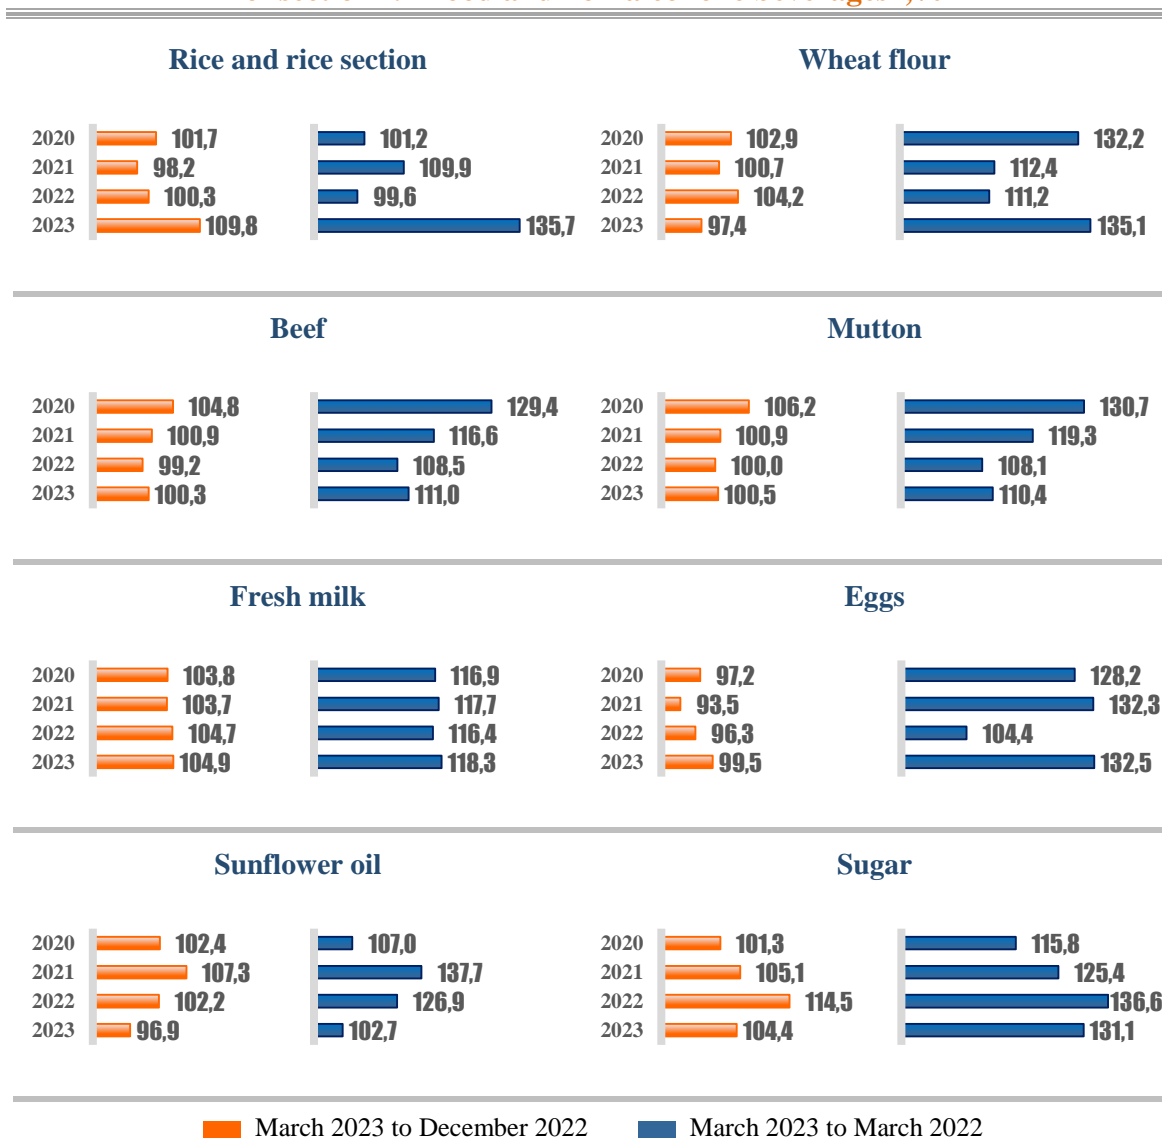 Rice and rice section
2020 101,7 101,2
2021 98,2 109,9
2022 100,3 99,6
2023 109,8 135,7
Wheat flour
2020 102,9 132,2
2021 100,7 112,4
2022 104,2 111,2
2023 97,4 135,1
Beef
2020 104,8 129,4
2021 100,9 116,6
2022 99,2 108,5
2023 100,3 111,0
Mutton
2020 106,2 130,7
2021 100,9 119,3
2022 100,0 108,1
2023 100,5 110,4
Fresh milk
2020 103,8 116,9
2021 103,7 117,7
2022 104,7 116,4
2023 104,9 118,3
Eggs
2020 97,2 128,2
2021 93,5 132,3
2022 96,3 104,4
2023 99,5 132,5
Sunflower oil
2020 102,4 107,0
2021 107,3 137,7
2022 102,2 126,9
2023 96,9 102,7
Sugar
2020 101,3 115,8
2021 105,1 125,4
2022 114,5 136,6
2023 104,4 131,1
March 2023 to December 2022
March 2023 to March 2022